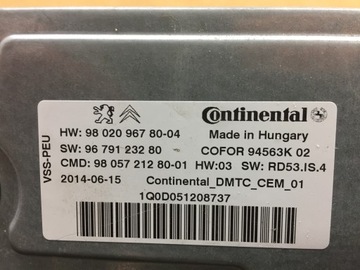 Continental
VSS-PEU
HW: 98 020 967 80-04
Made in Hungary
SW: 96 791 232 80
COFOR 94563K 02
CMD: 98 057 212 80-01 HW:03 SW: RD53.IS.4
2014-06-15 Continental_DMTC_CEM_01
1Q0D051208737